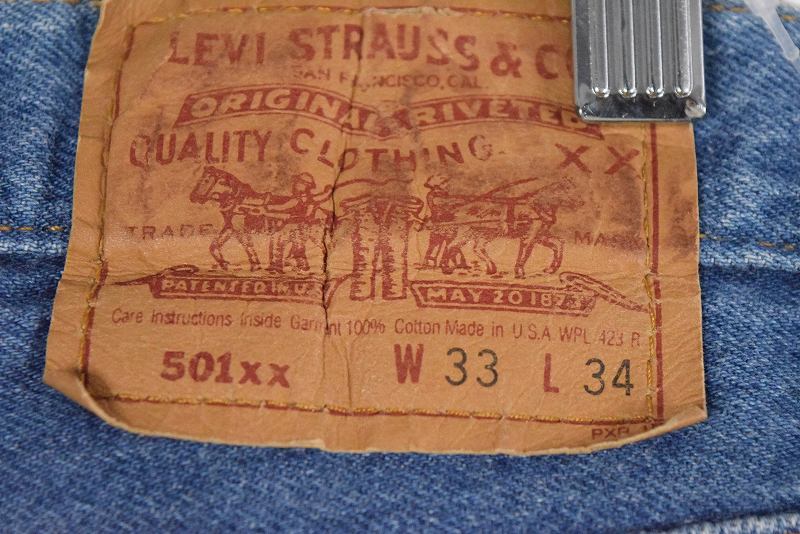 LEVI STRAUSS & CO
SAN FRANCISCO, CAL
ORIGINAL RIVETED
QUALITY CLOTHING XX
TRADE MARK
PATENTED IN U.S. MAY 20 1873
Care Instructions Inside Garment 100% Cotton Made in U.S.A WPL 423 R
501xx W 33 L 34